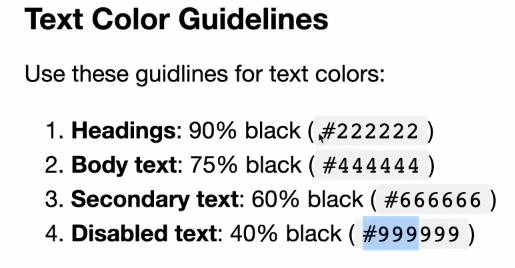 Text Color Guidelines
Use these guidlines for text colors:
1. Headings: 90% black ( #222222 )
2. Body text: 75% black ( #444444 )
3. Secondary text: 60% black ( #666666 )
4. Disabled text: 40% black ( #999999 )